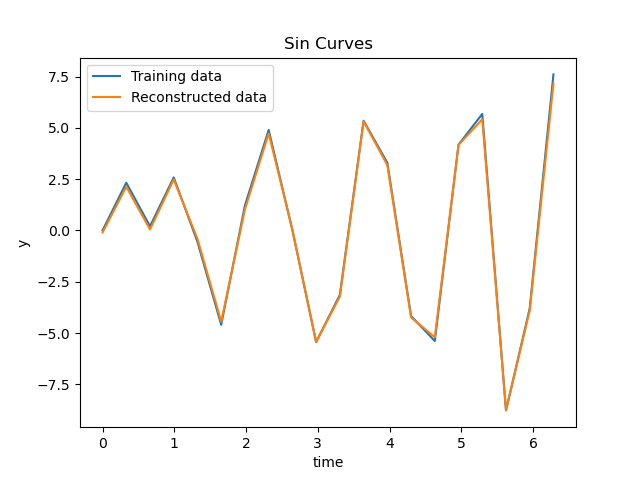 Sin Curves
Training data
Reconstructed data
7.5
5.0
2.5
0.0
−2.5
−5.0
−7.5
y
0 1 2 3 4 5 6
time